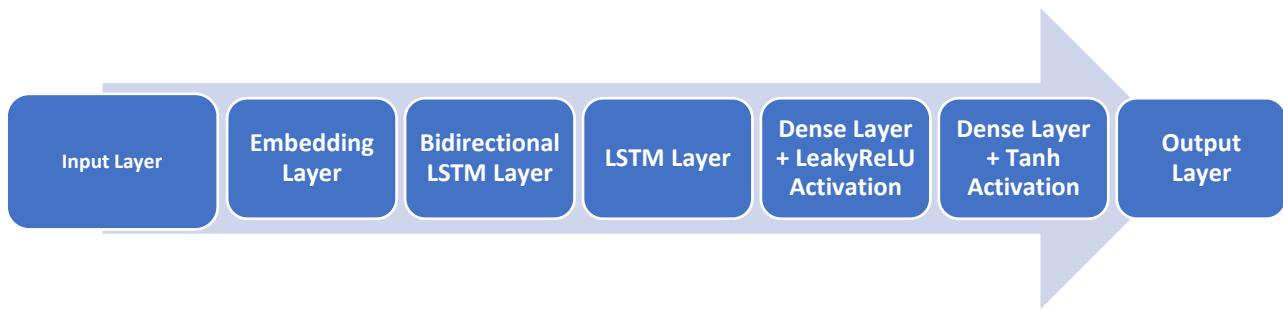 Input Layer
Embedding
Layer
Bidirectional
LSTM Layer
LSTM Layer
Dense Layer
+ LeakyReLU
Activation
Dense Layer
+ Tanh
Activation
Output
Layer